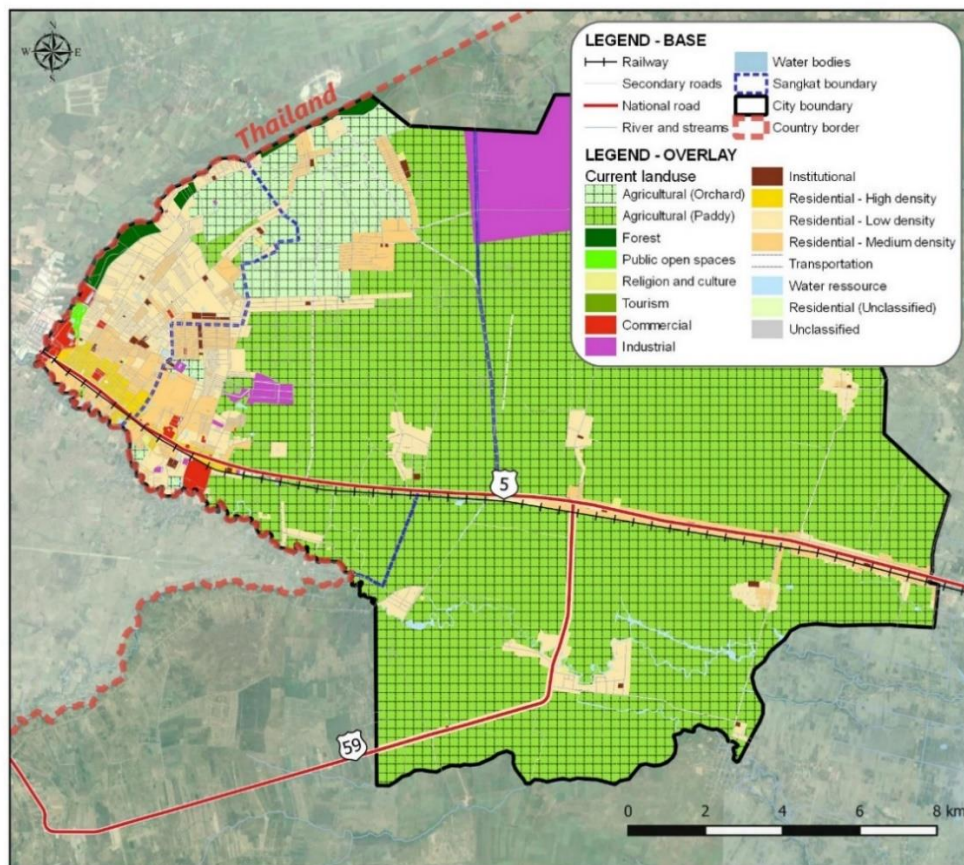 N
W E
S
Thailand
LEGEND - BASE
Railway
Secondary roads
National road
River and streams
Water bodies
Sangkat boundary
City boundary
Country border
LEGEND - OVERLAY
Current landuse
Agricultural (Orchard)
Agricultural (Paddy)
Forest
Public open spaces
Religion and culture
Tourism
Commercial
Industrial
Institutional
Residential - High density
Residential - Low density
Residential - Medium density
Transportation
Water ressource
Residential (Unclassified)
Unclassified
5
59
0 2 4 6 8 km